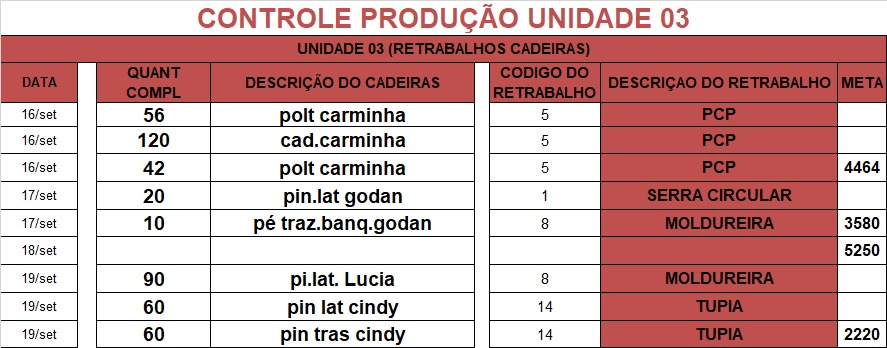 CONTROLE PRODUÇÃO UNIDADE 03
UNIDADE 03 (RETRABALHOS CADEIRAS)
DATA QUANT COMPL DESCRIÇÃO DO CADEIRAS CODIGO DO RETRABALHO DESCRIÇAO DO RETRABALHO META
16/set 56 polt carminha 5 PCP
16/set 120 cad.carminha 5 PCP
16/set 42 polt carminha 5 PCP 4464
17/set 20 pin.lat godan 1 SERRA CIRCULAR
17/set 10 pé traz.banq.godan 8 MOLDUREIRA 3580
18/set 5250
19/set 90 pi.lat. Lucia 8 MOLDUREIRA
19/set 60 pin lat cindy 14 TUPIA
19/set 60 pin tras cindy 14 TUPIA 2220